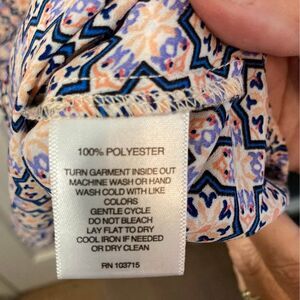 100% POLYESTER
TURN GARMENT INSIDE OUT
MACHINE WASH OR HAND
WASH COLD WITH LIKE
COLORS
GENTLE CYCLE
DO NOT BLEACH
LAY FLAT TO DRY
COOL IRON IF NEEDED
OR DRY CLEAN
RN 103715